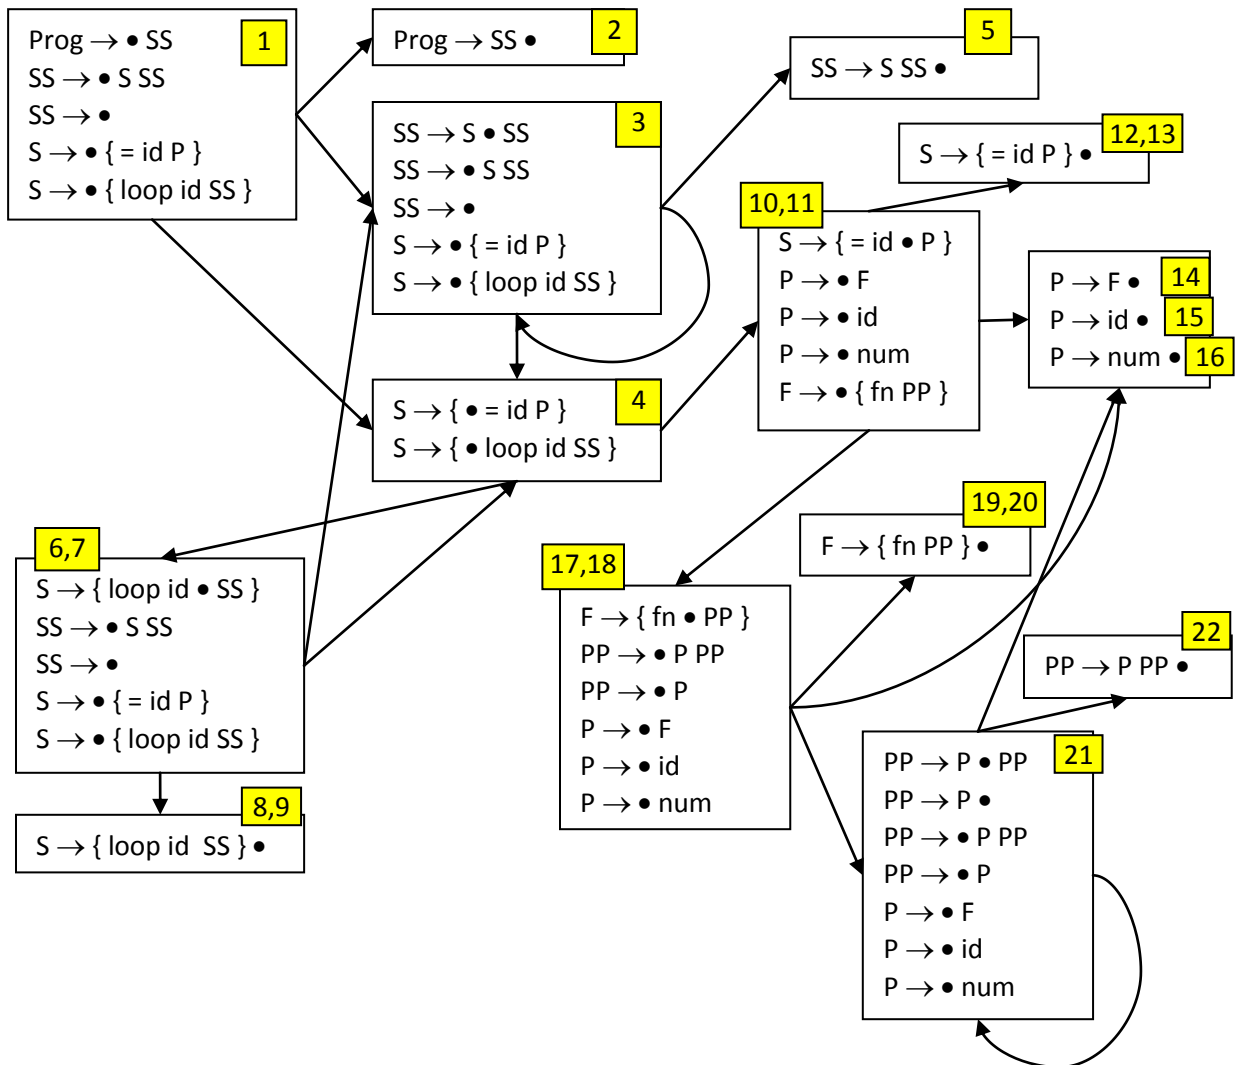 1
Prog → • SS
SS → • S SS
SS → •
S → • { = id P }
S → • { loop id SS }
2
Prog → SS •
3
SS → S • SS
SS → • S SS
SS → •
S → • { = id P }
S → • { loop id SS }
4
S → { • = id P }
S → { • loop id SS }
5
SS → S SS •
6,7
S → { loop id • SS }
SS → • S SS
SS → •
S → • { = id P }
S → • { loop id SS }
8,9
S → { loop id SS } •
10,11
S → { = id • P }
P → • F
P → • id
P → • num
F → • { fn PP }
12,13
S → { = id P } •
P → F • 14
P → id • 15
P → num • 16
17,18
F → { fn • PP }
PP → • P PP
PP → • P
P → • F
P → • id
P → • num
19,20
F → { fn PP } •
21
PP → P • PP
PP → P •
PP → • P PP
PP → • P
P → • F
P → • id
P → • num
22
PP → P PP •